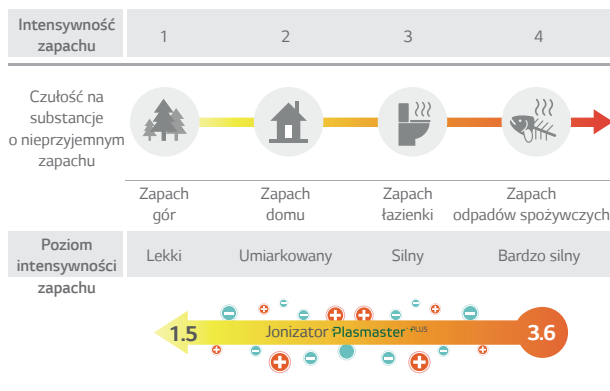 Intensywność
zapachu
1
2
3
4
Czułość na
substancje
o nieprzyjemnym
zapachu
Zapach
gór
Zapach
domu
Zapach
łazienki
Zapach
odpadów spożywczych
Poziom
intensywności
zapachu
Lekki
Umiarkowany
Silny
Bardzo silny
1.5
Jonizator Plasmaster PLUS
3.6